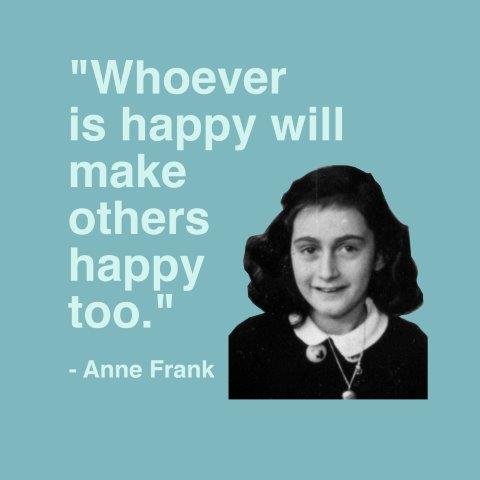 "Whoever
is happy will
make
others
happy
too."
- Anne Frank